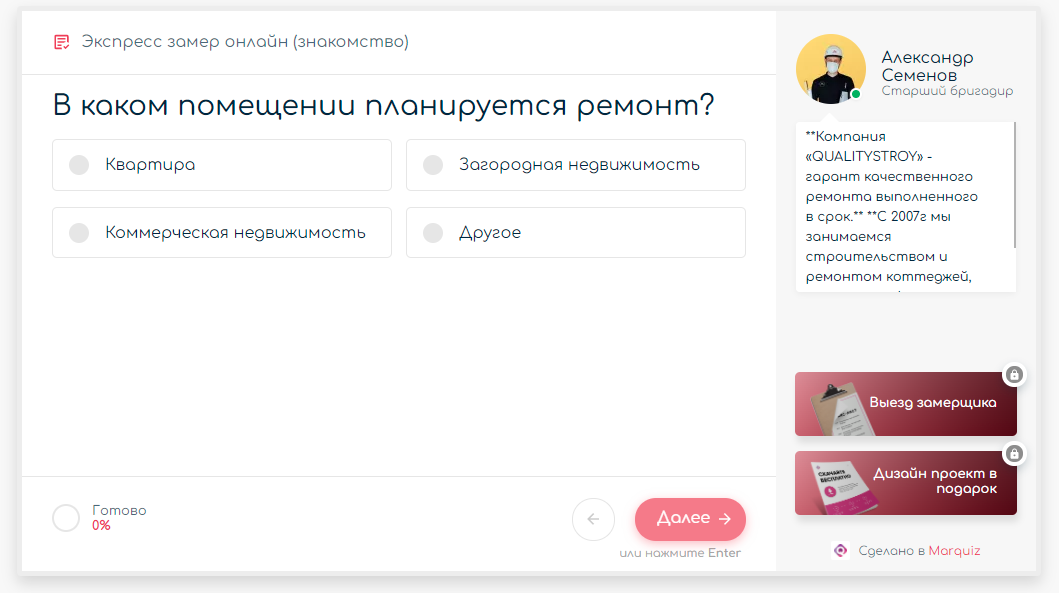 Экспресс замер онлайн (знакомство)
В каком помещении планируется ремонт?
Квартира
Загородная недвижимость
Коммерческая недвижимость
Другое
Готово
0%
Далее
или нажмите Enter
Александр
Семенов
Старший бригадир
**Компания
«QUALITYSTROY» -
гарант качественного
ремонта выполненного
в срок.** **С 2007г мы
занимаемся
строительством и
ремонтом коттеджей,
Выезд замерщика
СКАЧАЙТЕ
БЕСПЛАТНО
Дизайн проект в
подарок
Сделано в Marquiz